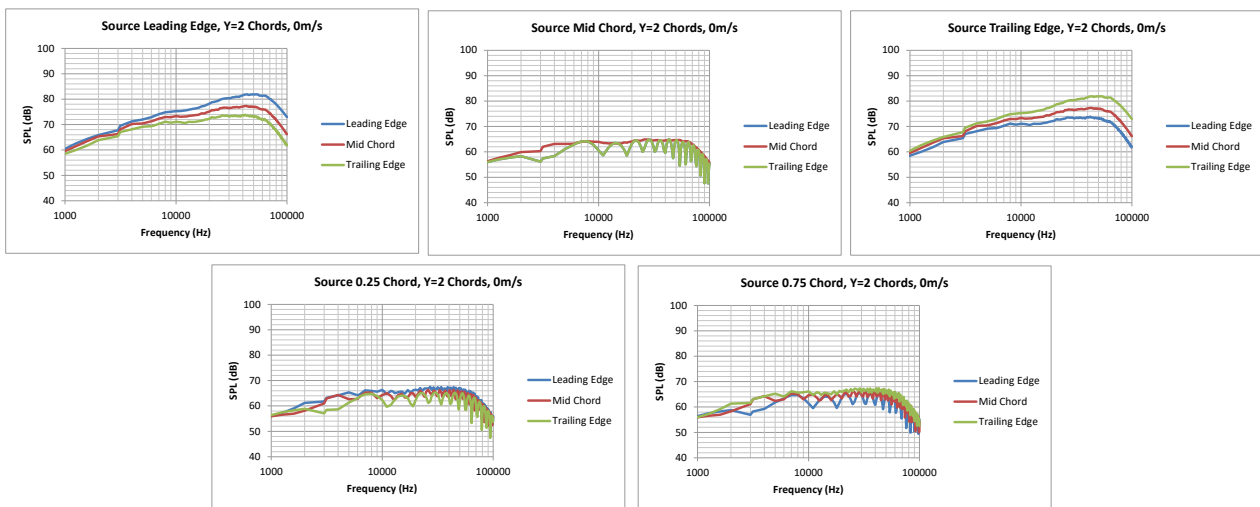 Source Leading Edge, Y=2 Chords, 0m/s
100
90
80
70
60
50
40
SPL (dB)
1000
10000
100000
Frequency (Hz)
Leading Edge
Mid Chord
Trailing Edge
Source Mid Chord, Y=2 Chords, 0m/s
100
90
80
70
60
50
40
SPL (dB)
1000
10000
100000
Frequency (Hz)
Leading Edge
Mid Chord
Trailing Edge
Source Trailing Edge, Y=2 Chords, 0m/s
100
90
80
70
60
50
40
SPL (dB)
1000
10000
100000
Frequency (Hz)
Leading Edge
Mid Chord
Trailing Edge
Source 0.25 Chord, Y=2 Chords, 0m/s
100
90
80
70
60
50
40
SPL (dB)
1000
10000
100000
Frequency (Hz)
Leading Edge
Mid Chord
Trailing Edge
Source 0.75 Chord, Y=2 Chords, 0m/s
100
90
80
70
60
50
40
SPL (dB)
1000
10000
100000
Frequency (Hz)
Leading Edge
Mid Chord
Trailing Edge